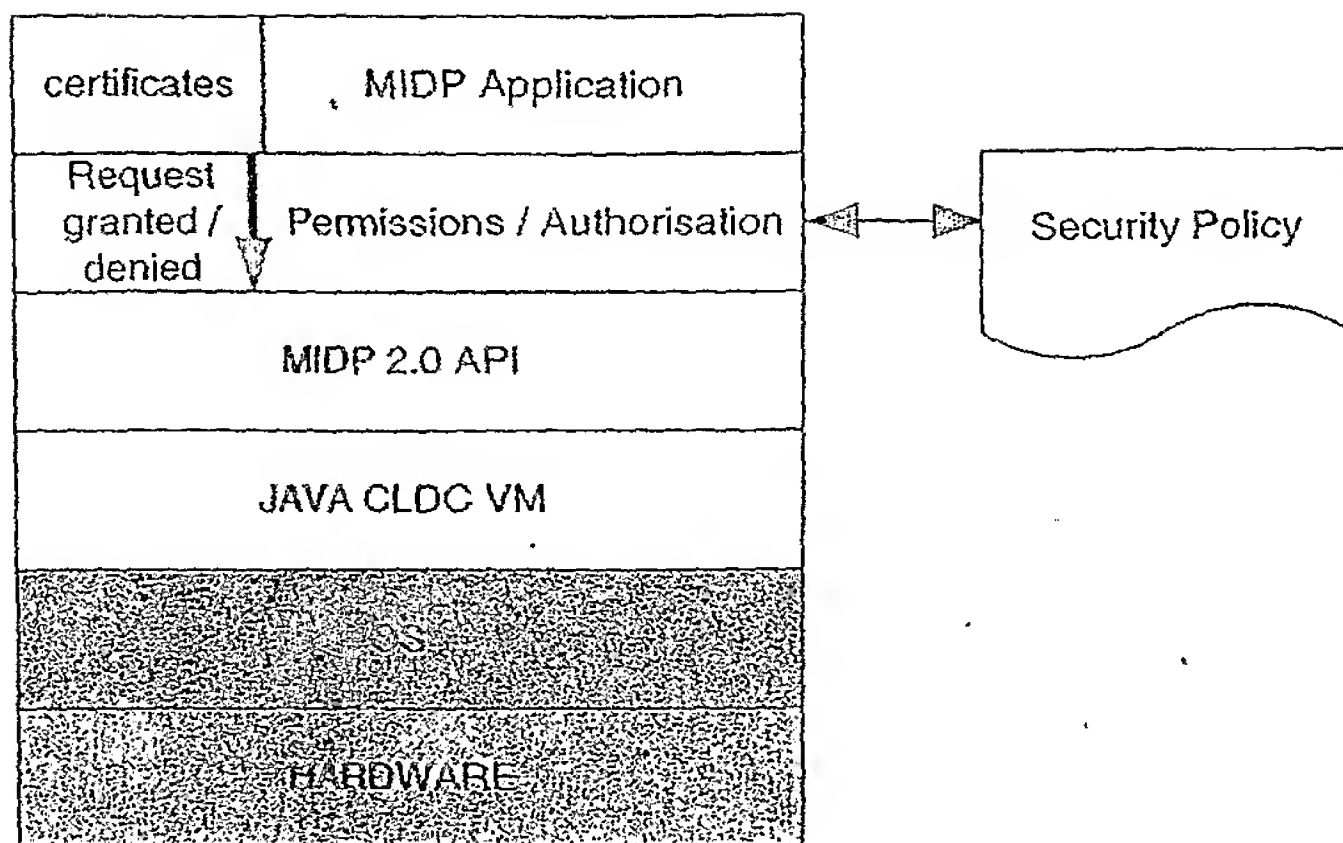 certificates
MIDP Application
Request
granted /
denied
Permissions / Authorisation
Security Policy
MIDP 2.0 API
JAVA CLDC VM
OS
HARDWARE